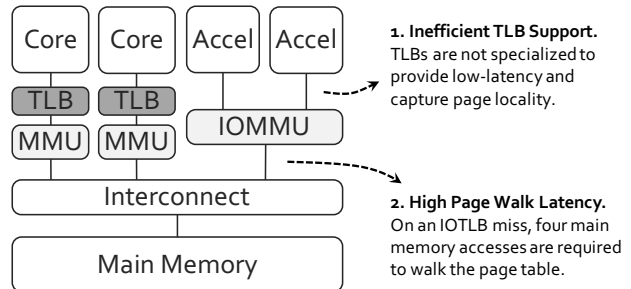 Core Core Accel Accel
TLB TLB
MMU MMU
IOMMU
Interconnect
Main Memory
1. Inefficient TLB Support.
TLBs are not specialized to
provide low-latency and
capture page locality.
2. High Page Walk Latency.
On an IOTLB miss, four main
memory accesses are required
to walk the page table.